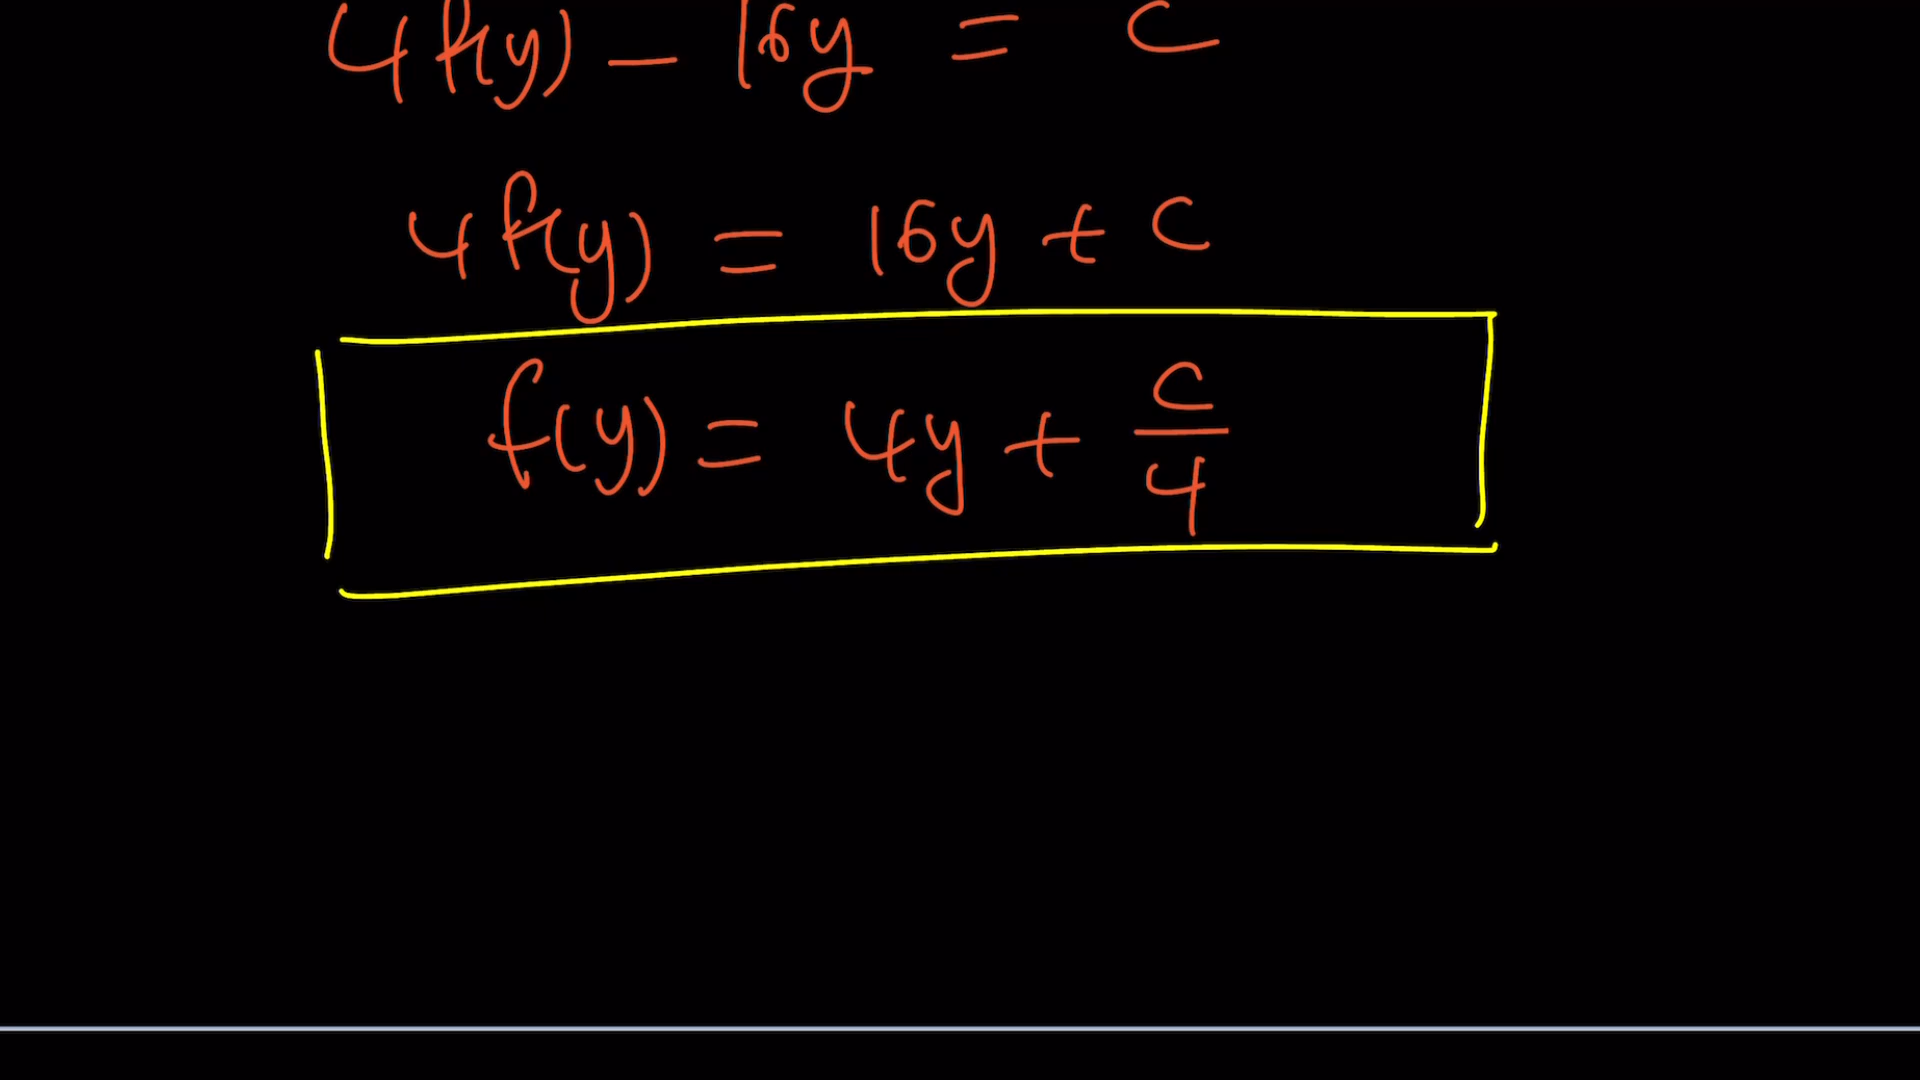 4f(y) - 16y = c
4f(y) = 16y + c
f(y) = 4y + c/4